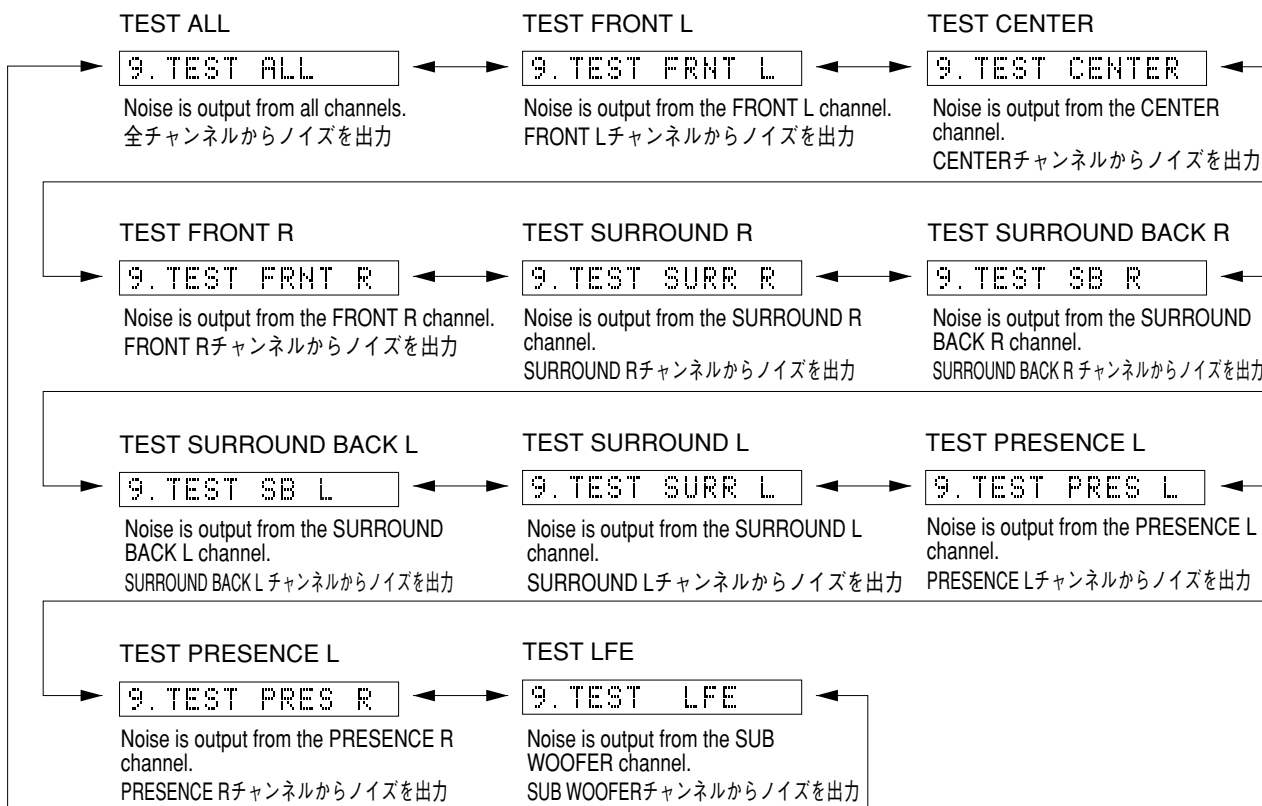 TEST ALL
9. TEST ALL
Noise is output from all channels.
全チャンネルからノイズを出力
TEST FRONT L
9. TEST FRNT L
Noise is output from the FRONT L channel.
FRONT Lチャンネルからノイズを出力
TEST CENTER
9. TEST CENTER
Noise is output from the CENTER
channel.
CENTERチャンネルからノイズを出力
TEST FRONT R
9. TEST FRNT R
Noise is output from the FRONT R channel.
FRONT Rチャンネルからノイズを出力
TEST SURROUND R
9. TEST SURR R
Noise is output from the SURROUND R
channel.
SURROUND Rチャンネルからノイズを出力
TEST SURROUND BACK R
9. TEST SB R
Noise is output from the SURROUND
BACK R channel.
SURROUND BACK R チャンネルからノイズを出力
TEST SURROUND BACK L
9. TEST SB L
Noise is output from the SURROUND
BACK L channel.
SURROUND BACK L チャンネルからノイズを出力
TEST SURROUND L
9. TEST SURR L
Noise is output from the SURROUND L
channel.
SURROUND Lチャンネルからノイズを出力
TEST PRESENCE L
9. TEST PRES L
Noise is output from the PRESENCE L
channel.
PRESENCE Lチャンネルからノイズを出力
TEST PRESENCE L
9. TEST PRES R
Noise is output from the PRESENCE R
channel.
PRESENCE Rチャンネルからノイズを出力
TEST LFE
9. TEST LFE
Noise is output from the SUB
WOOFER channel.
SUB WOOFERチャンネルからノイズを出力